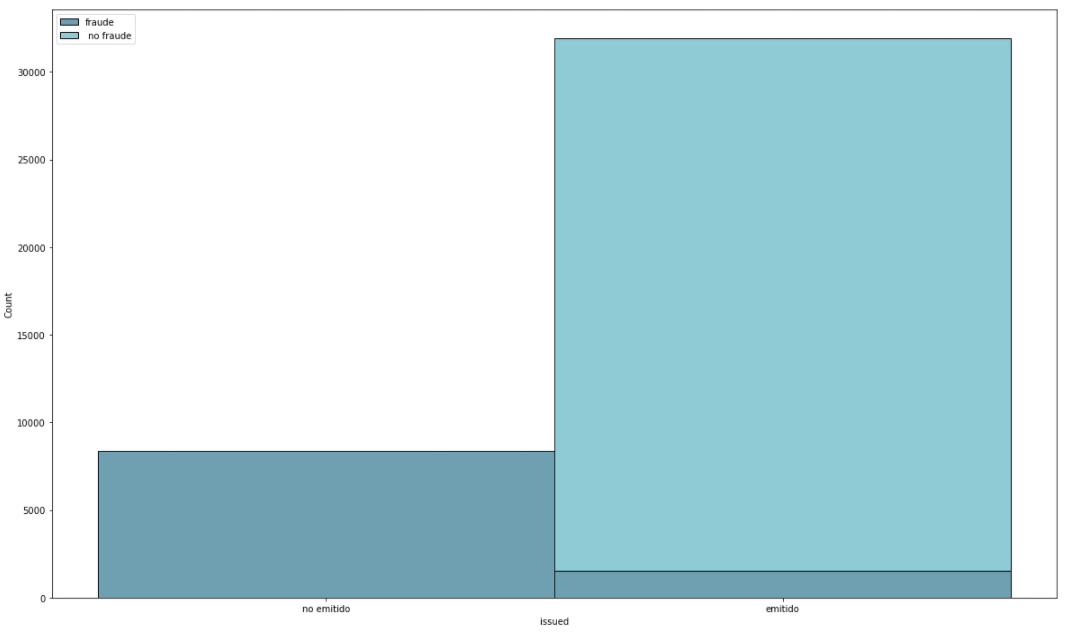 fraude
no fraude
30000
25000
20000
15000
10000
5000
0
Count
no emitido
emitido
issued